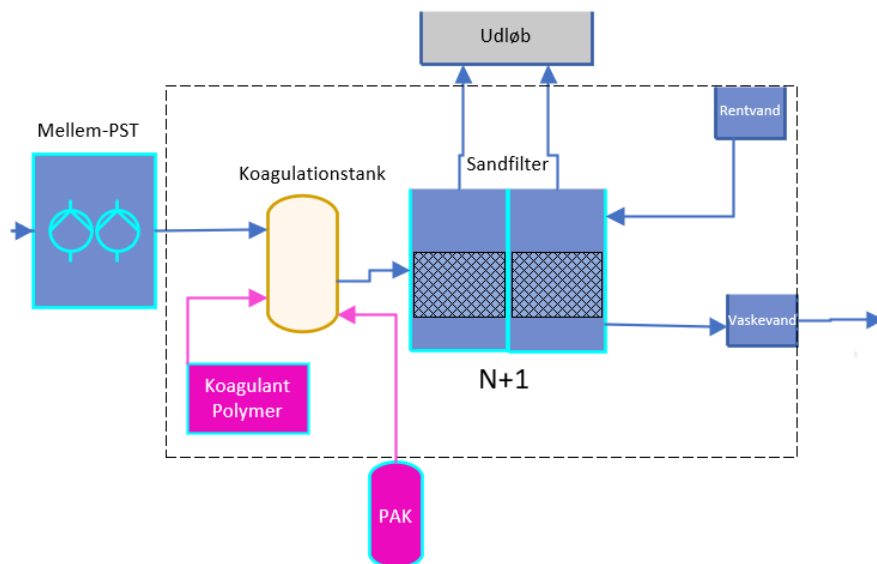 Udløb
Rentvand
Mellem-PST
Koagulationstank
Sandfilter
Vaskevand
N+1
Koagulant
Polymer
PAK